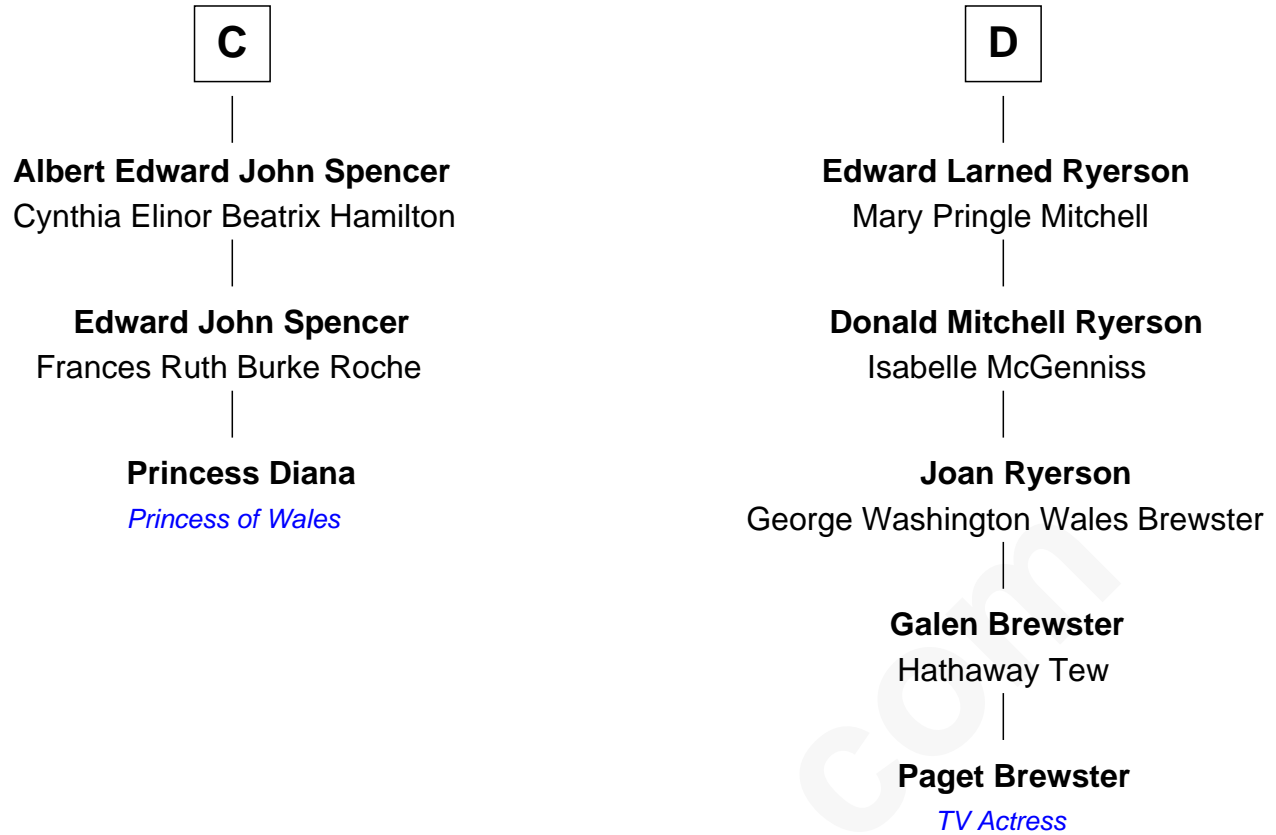 C
Albert Edward John Spencer
Cynthia Elinor Beatrix Hamilton
Edward John Spencer
Frances Ruth Burke Roche
Princess Diana
Princess of Wales
D
Edward Larned Ryerson
Mary Pringle Mitchell
Donald Mitchell Ryerson
Isabelle McGenniss
Joan Ryerson
George Washington Wales Brewster
Galen Brewster
Hathaway Tew
Paget Brewster
TV Actress
com